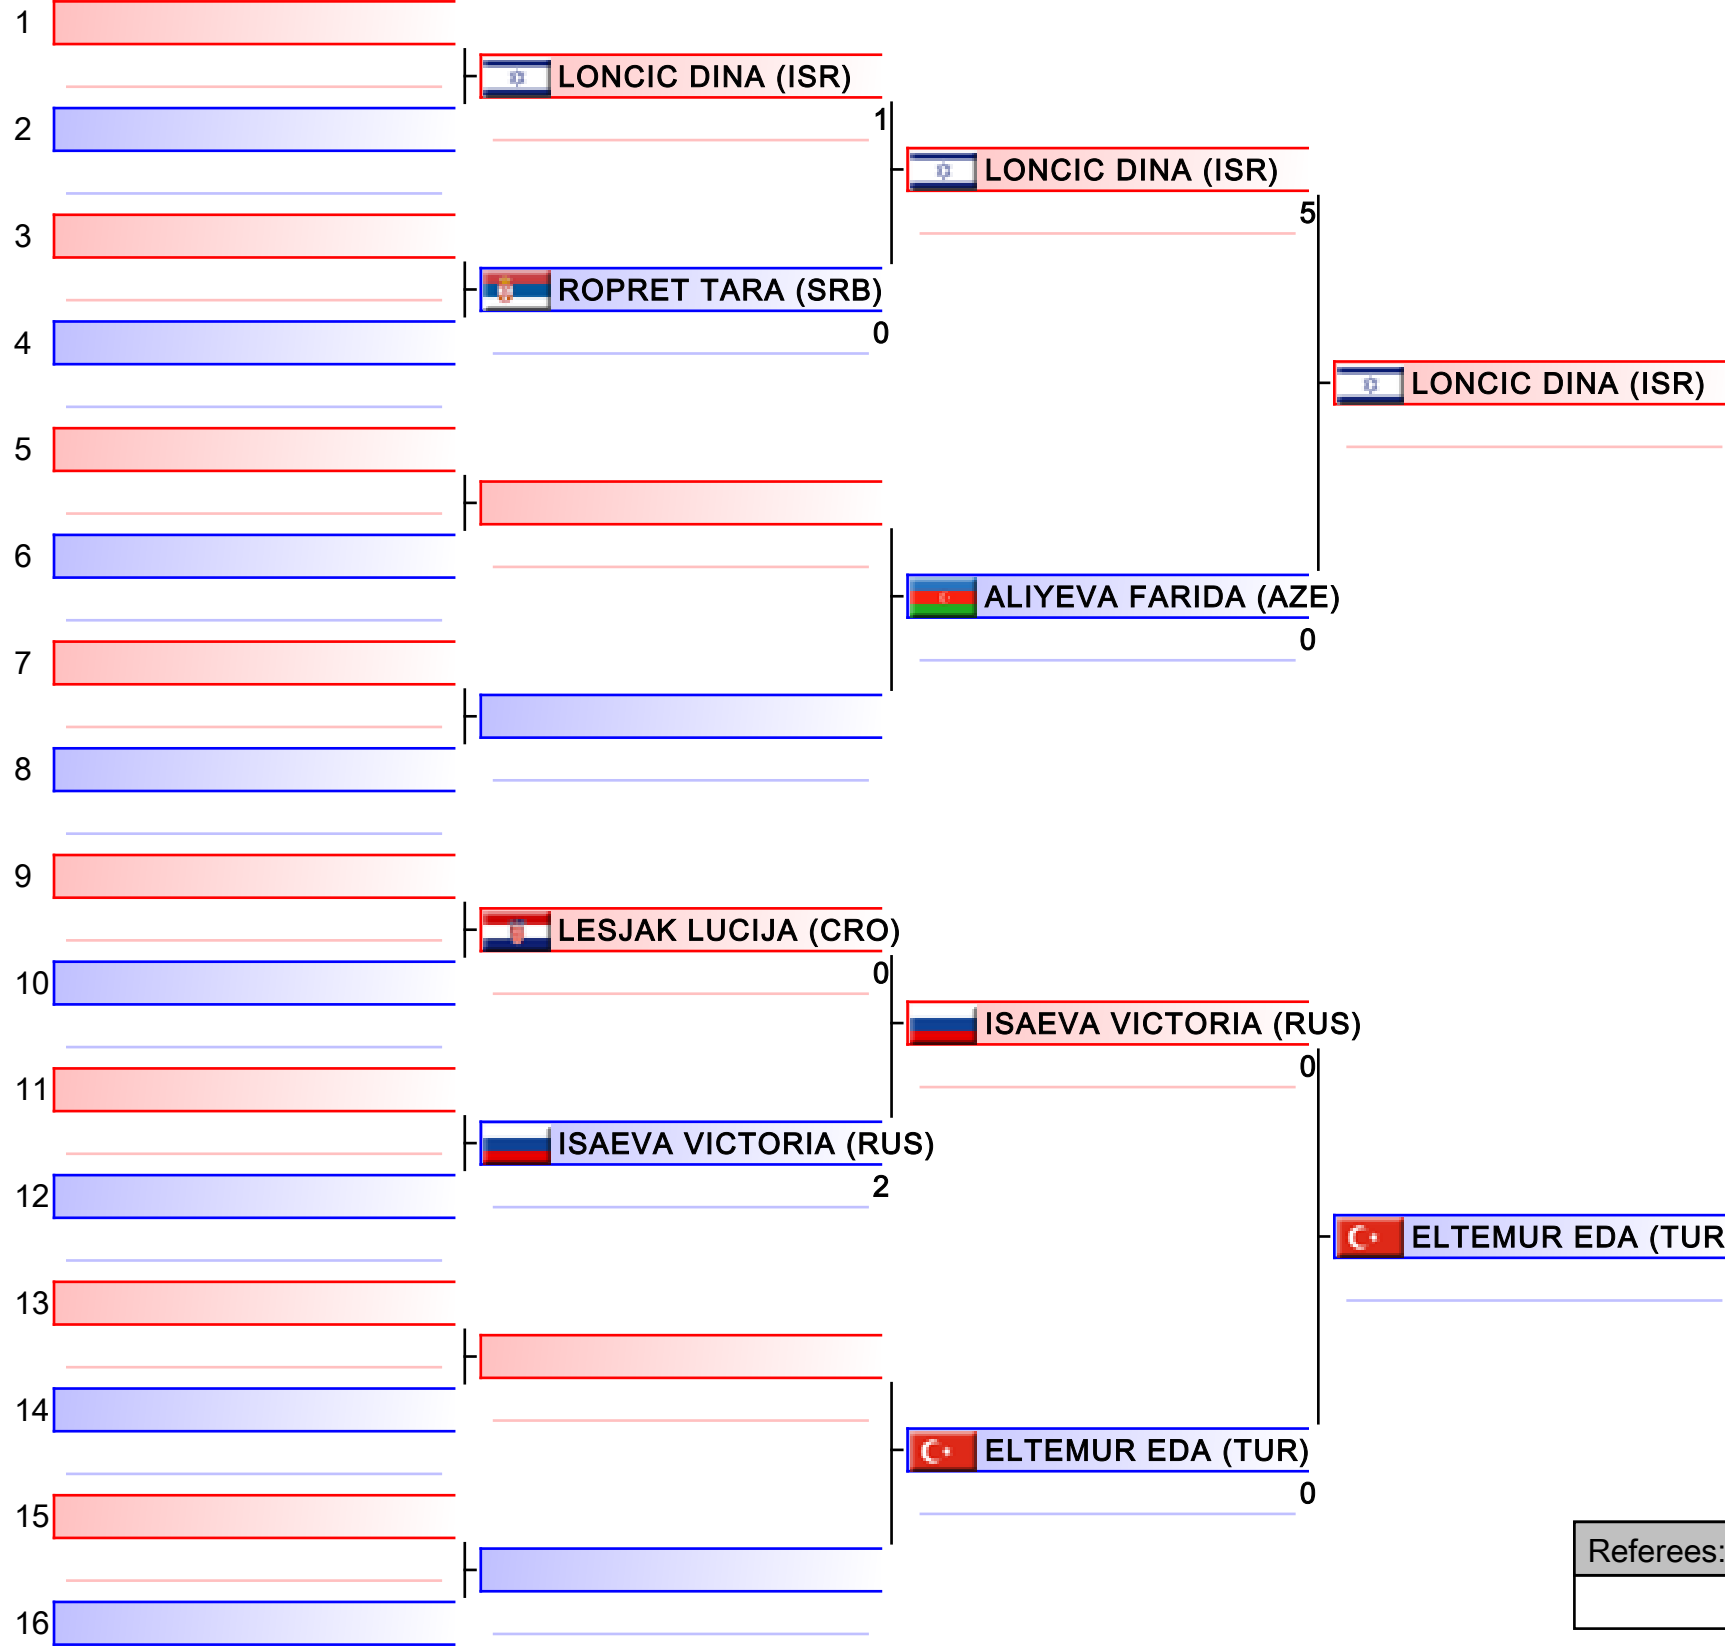 1
LONCIC DINA (ISR)
2
1
LONCIC DINA (ISR)
3
5
ROPRET TARA (SRB)
4
0
LONCIC DINA (ISR)
5
6
ALIYEVA FARIDA (AZE)
0
7
8
9
LESJAK LUCIJA (CRO)
10
0
ISAEVA VICTORIA (RUS)
0
11
ISAEVA VICTORIA (RUS)
12
2
ELTEMUR EDA (TUR
13
14
ELTEMUR EDA (TUR)
0
15
Referees:
16